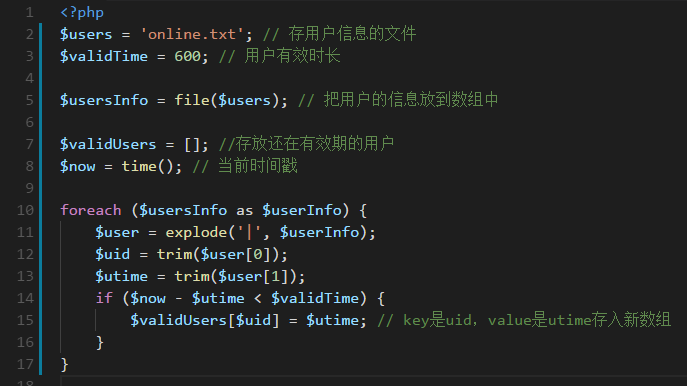 1 <?php
2 $users = 'online.txt'; // 存用户信息的文件
3 $validTime = 600; // 用户有效时长
4
5 $usersInfo = file($users); // 把用户的信息放到数组中
6
7 $validUsers = []; //存放还在有效期的用户
8 $now = time(); // 当前时间戳
9
10 foreach ($usersInfo as $userInfo) {
11 $user = explode('|', $userInfo);
12 $uid = trim($user[0]);
13 $utime = trim($user[1]);
14 if ($now - $utime < $validTime) {
15 $validUsers[$uid] = $utime; // key是uid，value是utime存入新数组
16 }
17 }
18